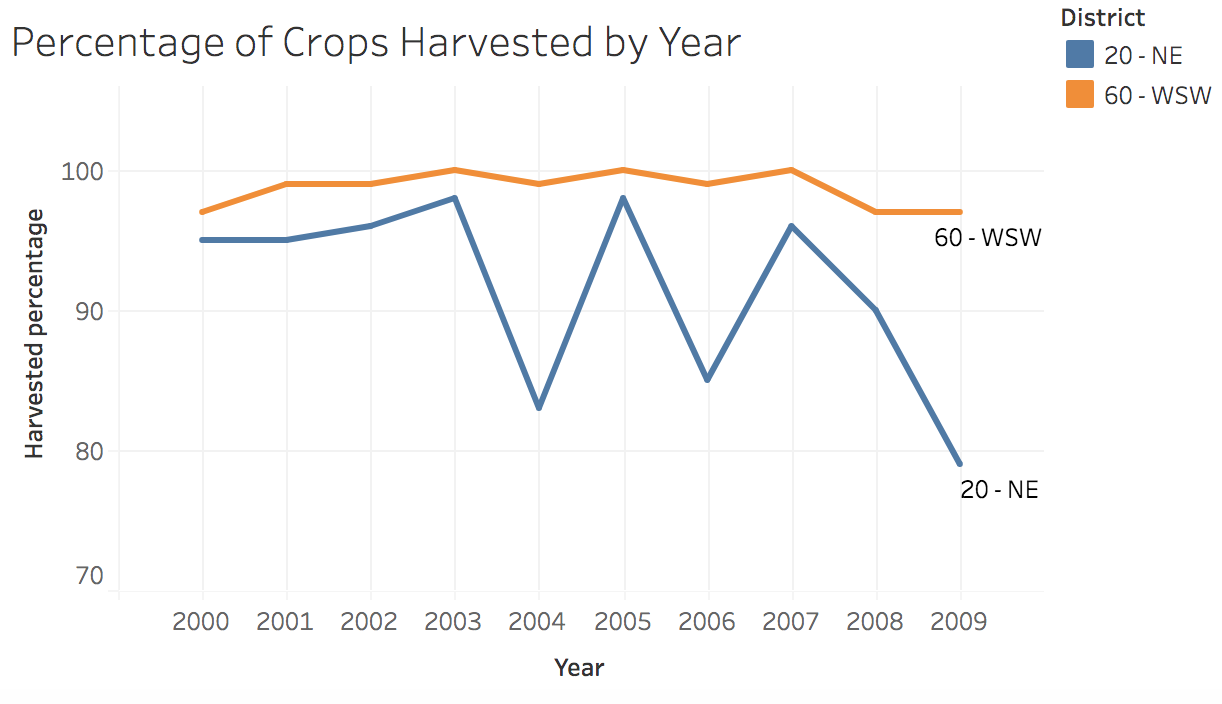 Percentage of Crops Harvested by Year
District
20 - NE
60 - WSW
100
90
80
70
Harvested percentage
60 - WSW
20 - NE
2000 2001 2002 2003 2004 2005 2006 2007 2008 2009
Year